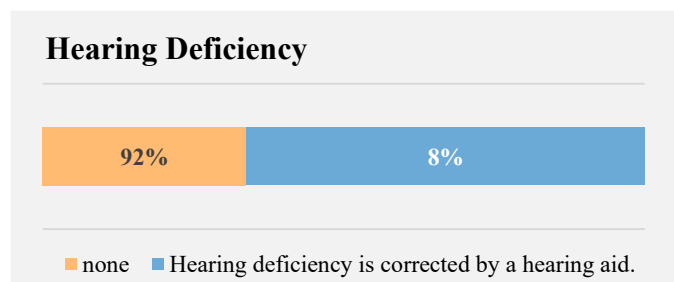 Hearing Deficiency
92% 8%
none Hearing deficiency is corrected by a hearing aid.